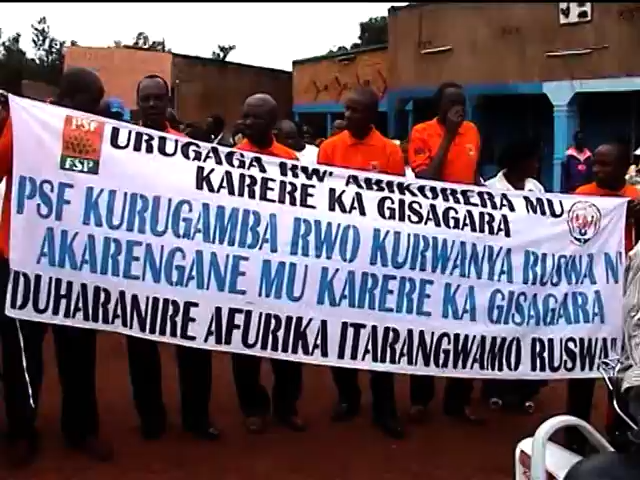 PSF
FSP
URUGAGA RW' ABIKORERA MU
KARERE KA GISAGARA
PSF KURUGAMBA RWO KURWANYA RUSWA N'
AKARENGANE MU KARERE KA GISAGARA
"DUHARANIRE AFURIKA ITARANGWAMO RUSWA"